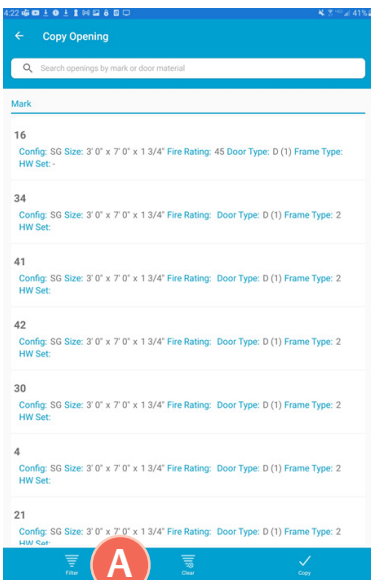 4:22
41%
Copy Opening
Search openings by mark or door material
Mark
16
Config: SG Size: 3' 0" x 7' 0" x 1 3/4" Fire Rating: 45 Door Type: D (1) Frame Type:
HW Set: -
34
Config: SG Size: 3' 0" x 7' 0" x 1 3/4" Fire Rating: Door Type: D (1) Frame Type: 2
HW Set:
41
Config: SG Size: 3' 0" x 7' 0" x 1 3/4" Fire Rating: Door Type: D (1) Frame Type: 2
HW Set:
42
Config: SG Size: 3' 0" x 7' 0" x 1 3/4" Fire Rating: Door Type: D (1) Frame Type: 2
HW Set:
30
Config: SG Size: 3' 0" x 7' 0" x 1 3/4" Fire Rating: Door Type: D (1) Frame Type: 2
HW Set:
4
Config: SG Size: 3' 0" x 7' 0" x 1 3/4" Fire Rating: Door Type: D (1) Frame Type: 2
HW Set:
21
Config: SG Size: 3' 0" x 7' 0" x 1 3/4" Fire Rating: Door Type: D (1) Frame Type: 2
HW Set:
Filter A Clear Copy